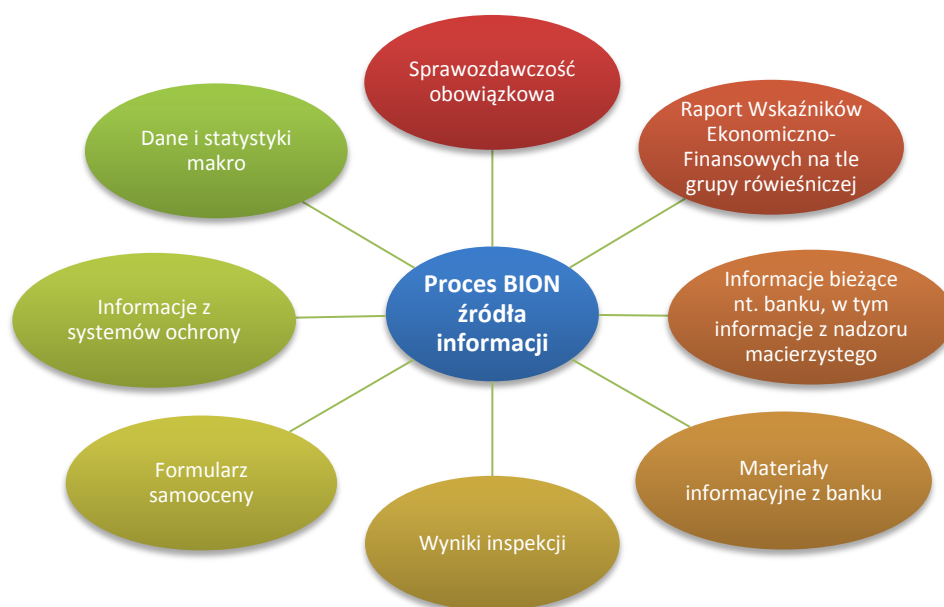 Sprawozdawczość
obowiązkowa
Raport Wskaźników
Ekonomiczno-
Finansowych na tle
grupy rówieśniczej
Dane i statystyki
makro
Proces BION
źródła
informacji
Informacje bieżące
nt. banku, w tym
informacje z nadzoru
macierzystego
Informacje z
systemów ochrony
Materiały
informacyjne z banku
Formularz
samooceny
Wyniki inspekcji